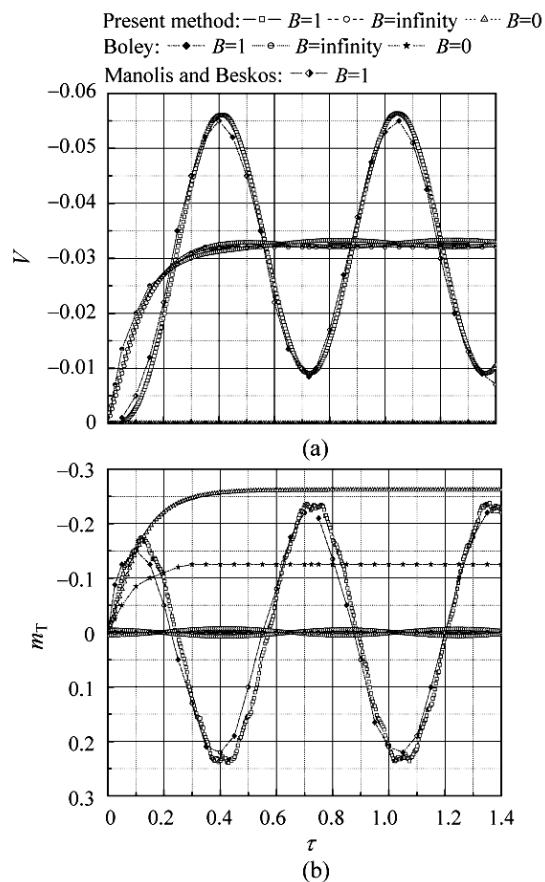 Present method: B=1 B=infinity B=0
Boley: B=1 B=infinity B=0
Manolis and Beskos: B=1
−0.06
−0.05
−0.04
−0.03
−0.02
−0.01
0
V
(a)
−0.3
−0.2
−0.1
0
0.1
0.2
0.3
mT
0 0.2 0.4 0.6 0.8 1.0 1.2 1.4
τ
(b)